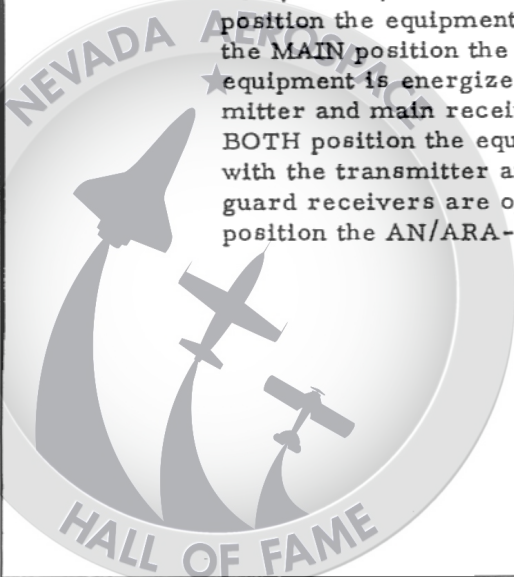 position the equipment
the MAIN position the
equipment is energize
mitter and main recei
BOTH position the equ
with the transmitter a
guard receivers are o
position the AN/ARA-
NEVADA AEROSPACE
HALL OF FAME